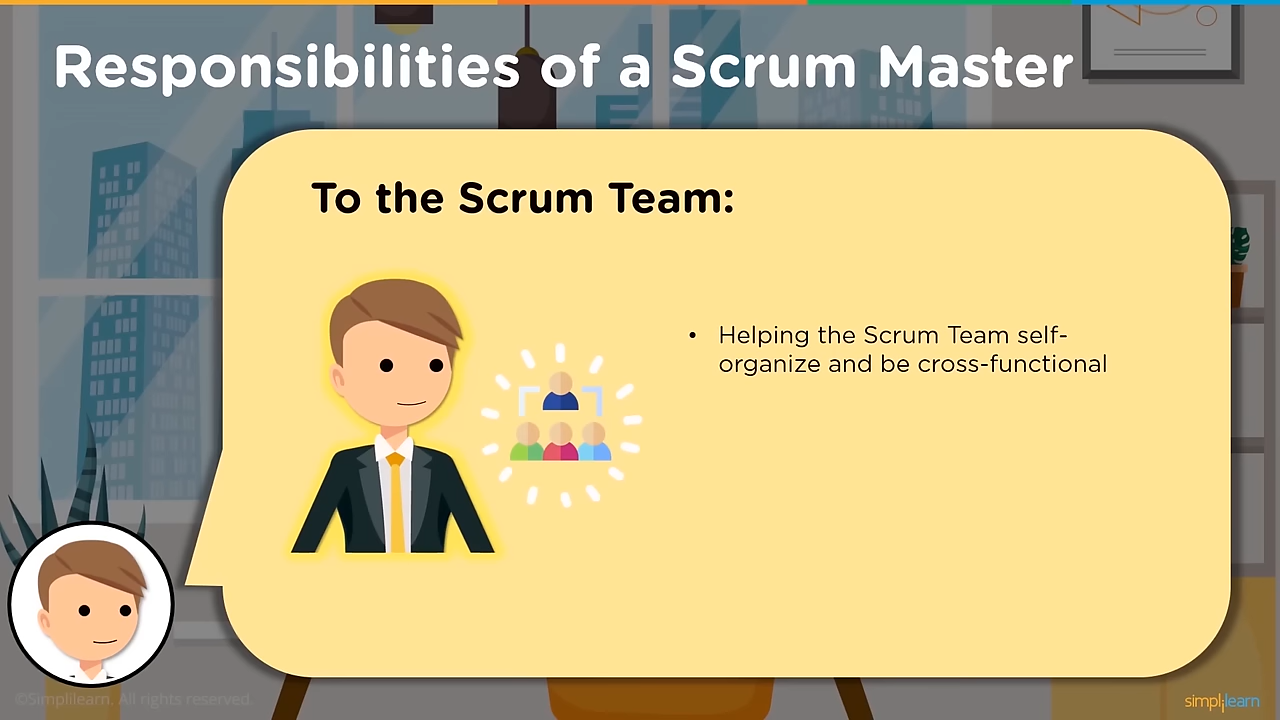 Responsibilities of a Scrum Master
To the Scrum Team:
• Helping the Scrum Team self-
organize and be cross-functional
©Simplilearn. All rights reserved.
simplilearn